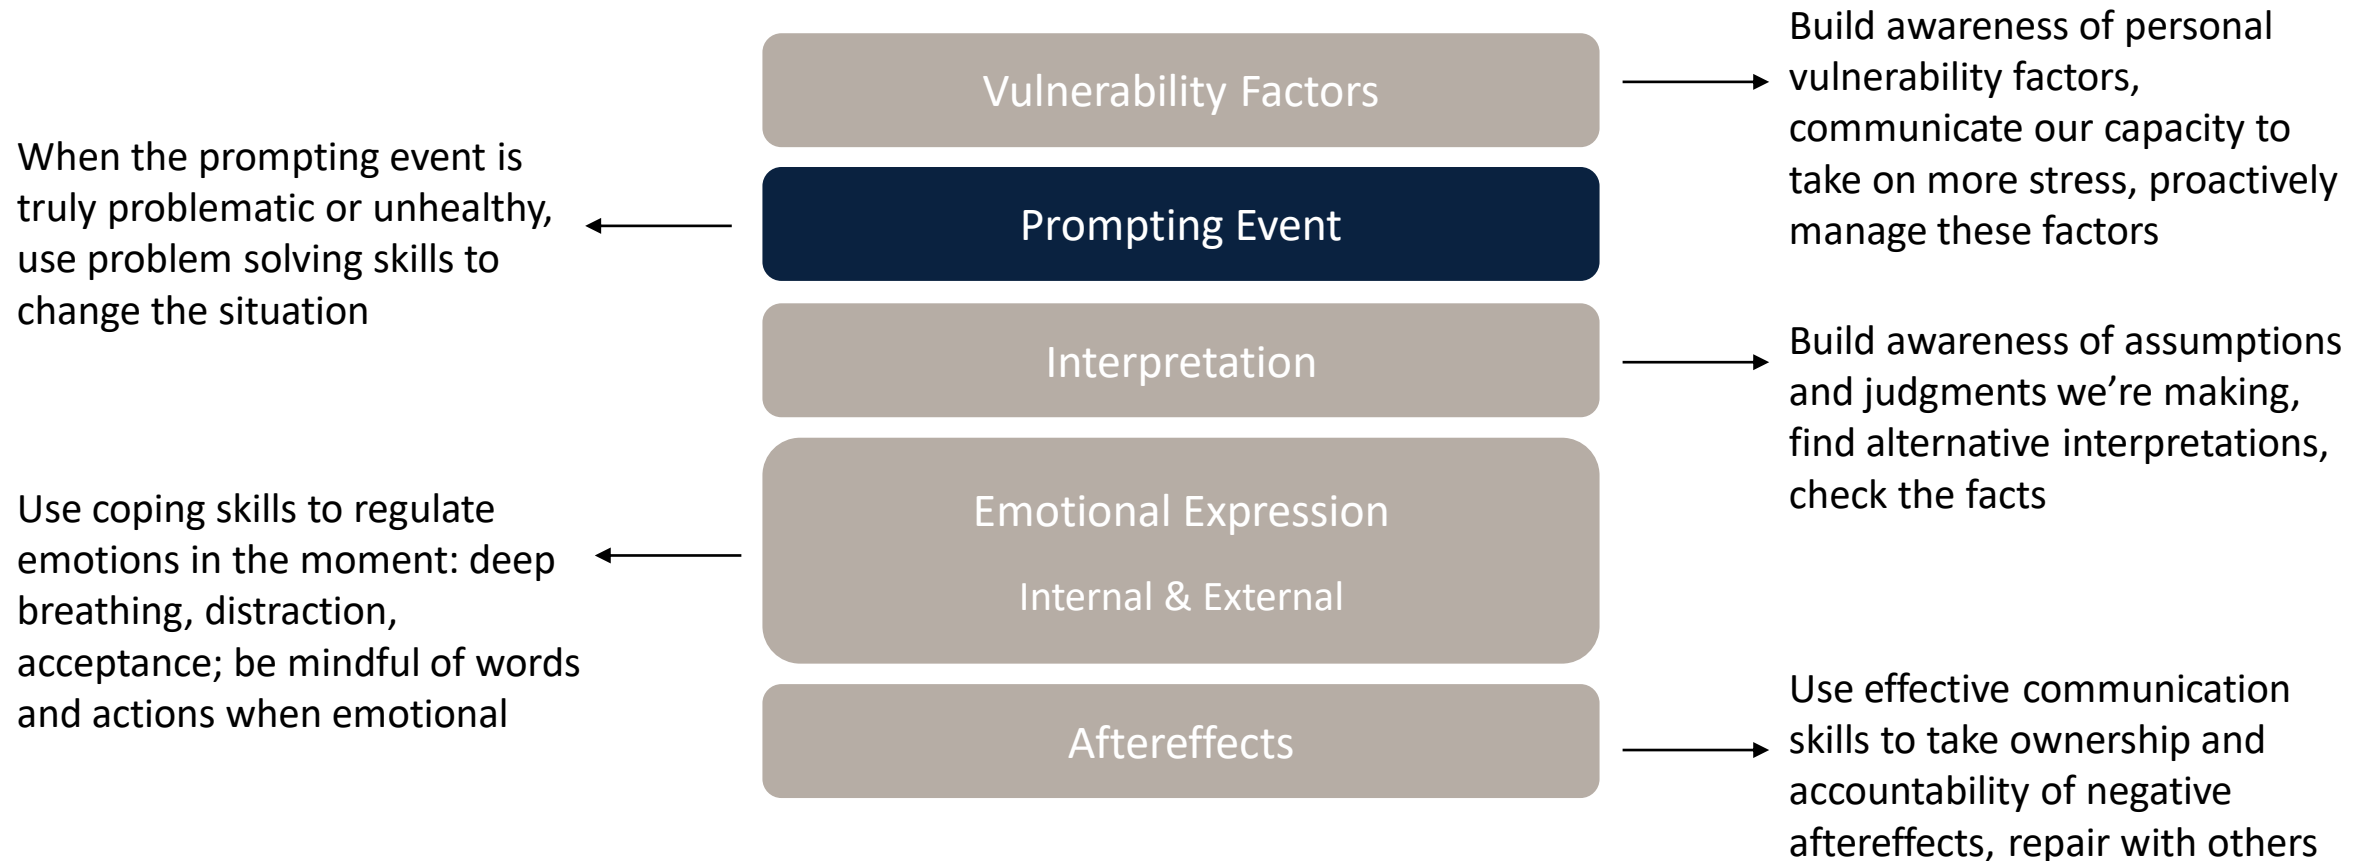 Vulnerability Factors
Build awareness of personal
vulnerability factors,
communicate our capacity to
take on more stress, proactively
manage these factors
When the prompting event is
truly problematic or unhealthy,
use problem solving skills to
change the situation
Prompting Event
Interpretation
Build awareness of assumptions
and judgments we’re making,
find alternative interpretations,
check the facts
Use coping skills to regulate
emotions in the moment: deep
breathing, distraction,
acceptance; be mindful of words
and actions when emotional
Emotional Expression
Internal & External
Aftereffects
Use effective communication
skills to take ownership and
accountability of negative
aftereffects, repair with others